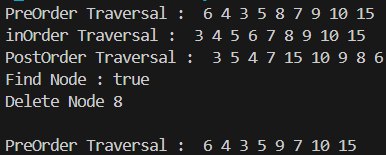 PreOrder Traversal :  6 4 3 5 8 7 9 10 15
inOrder Traversal :  3 4 5 6 7 8 9 10 15
PostOrder Traversal :  3 5 4 7 15 10 9 8 6
Find Node : true
Delete Node 8
PreOrder Traversal :  6 4 3 5 9 7 10 15